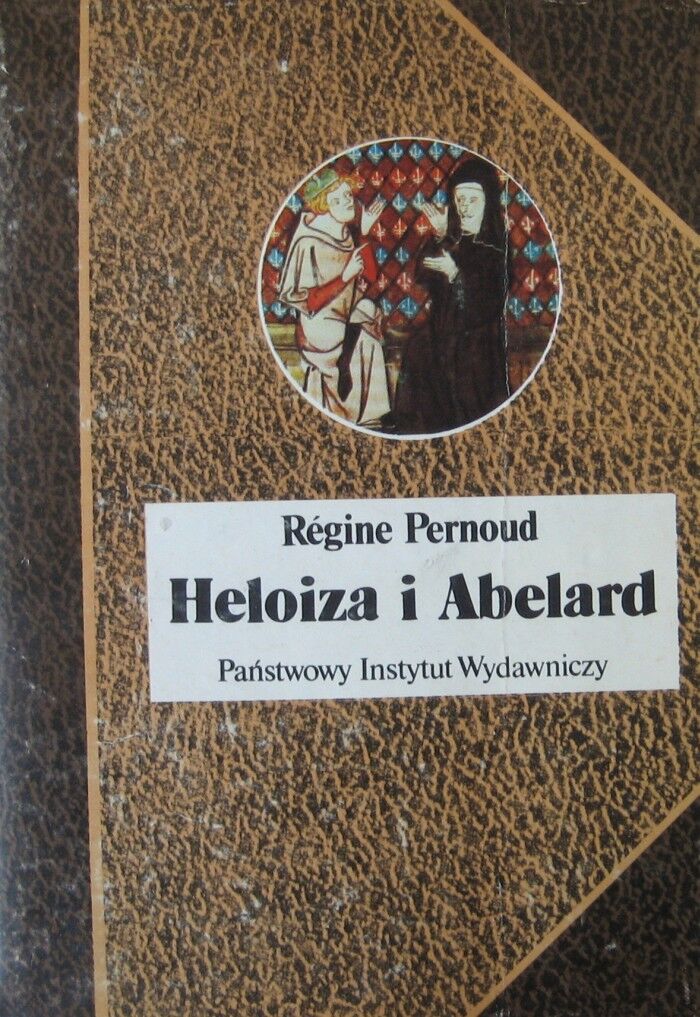 Régine Pernoud
Heloiza i Abelard
Państwowy Instytut Wydawniczy